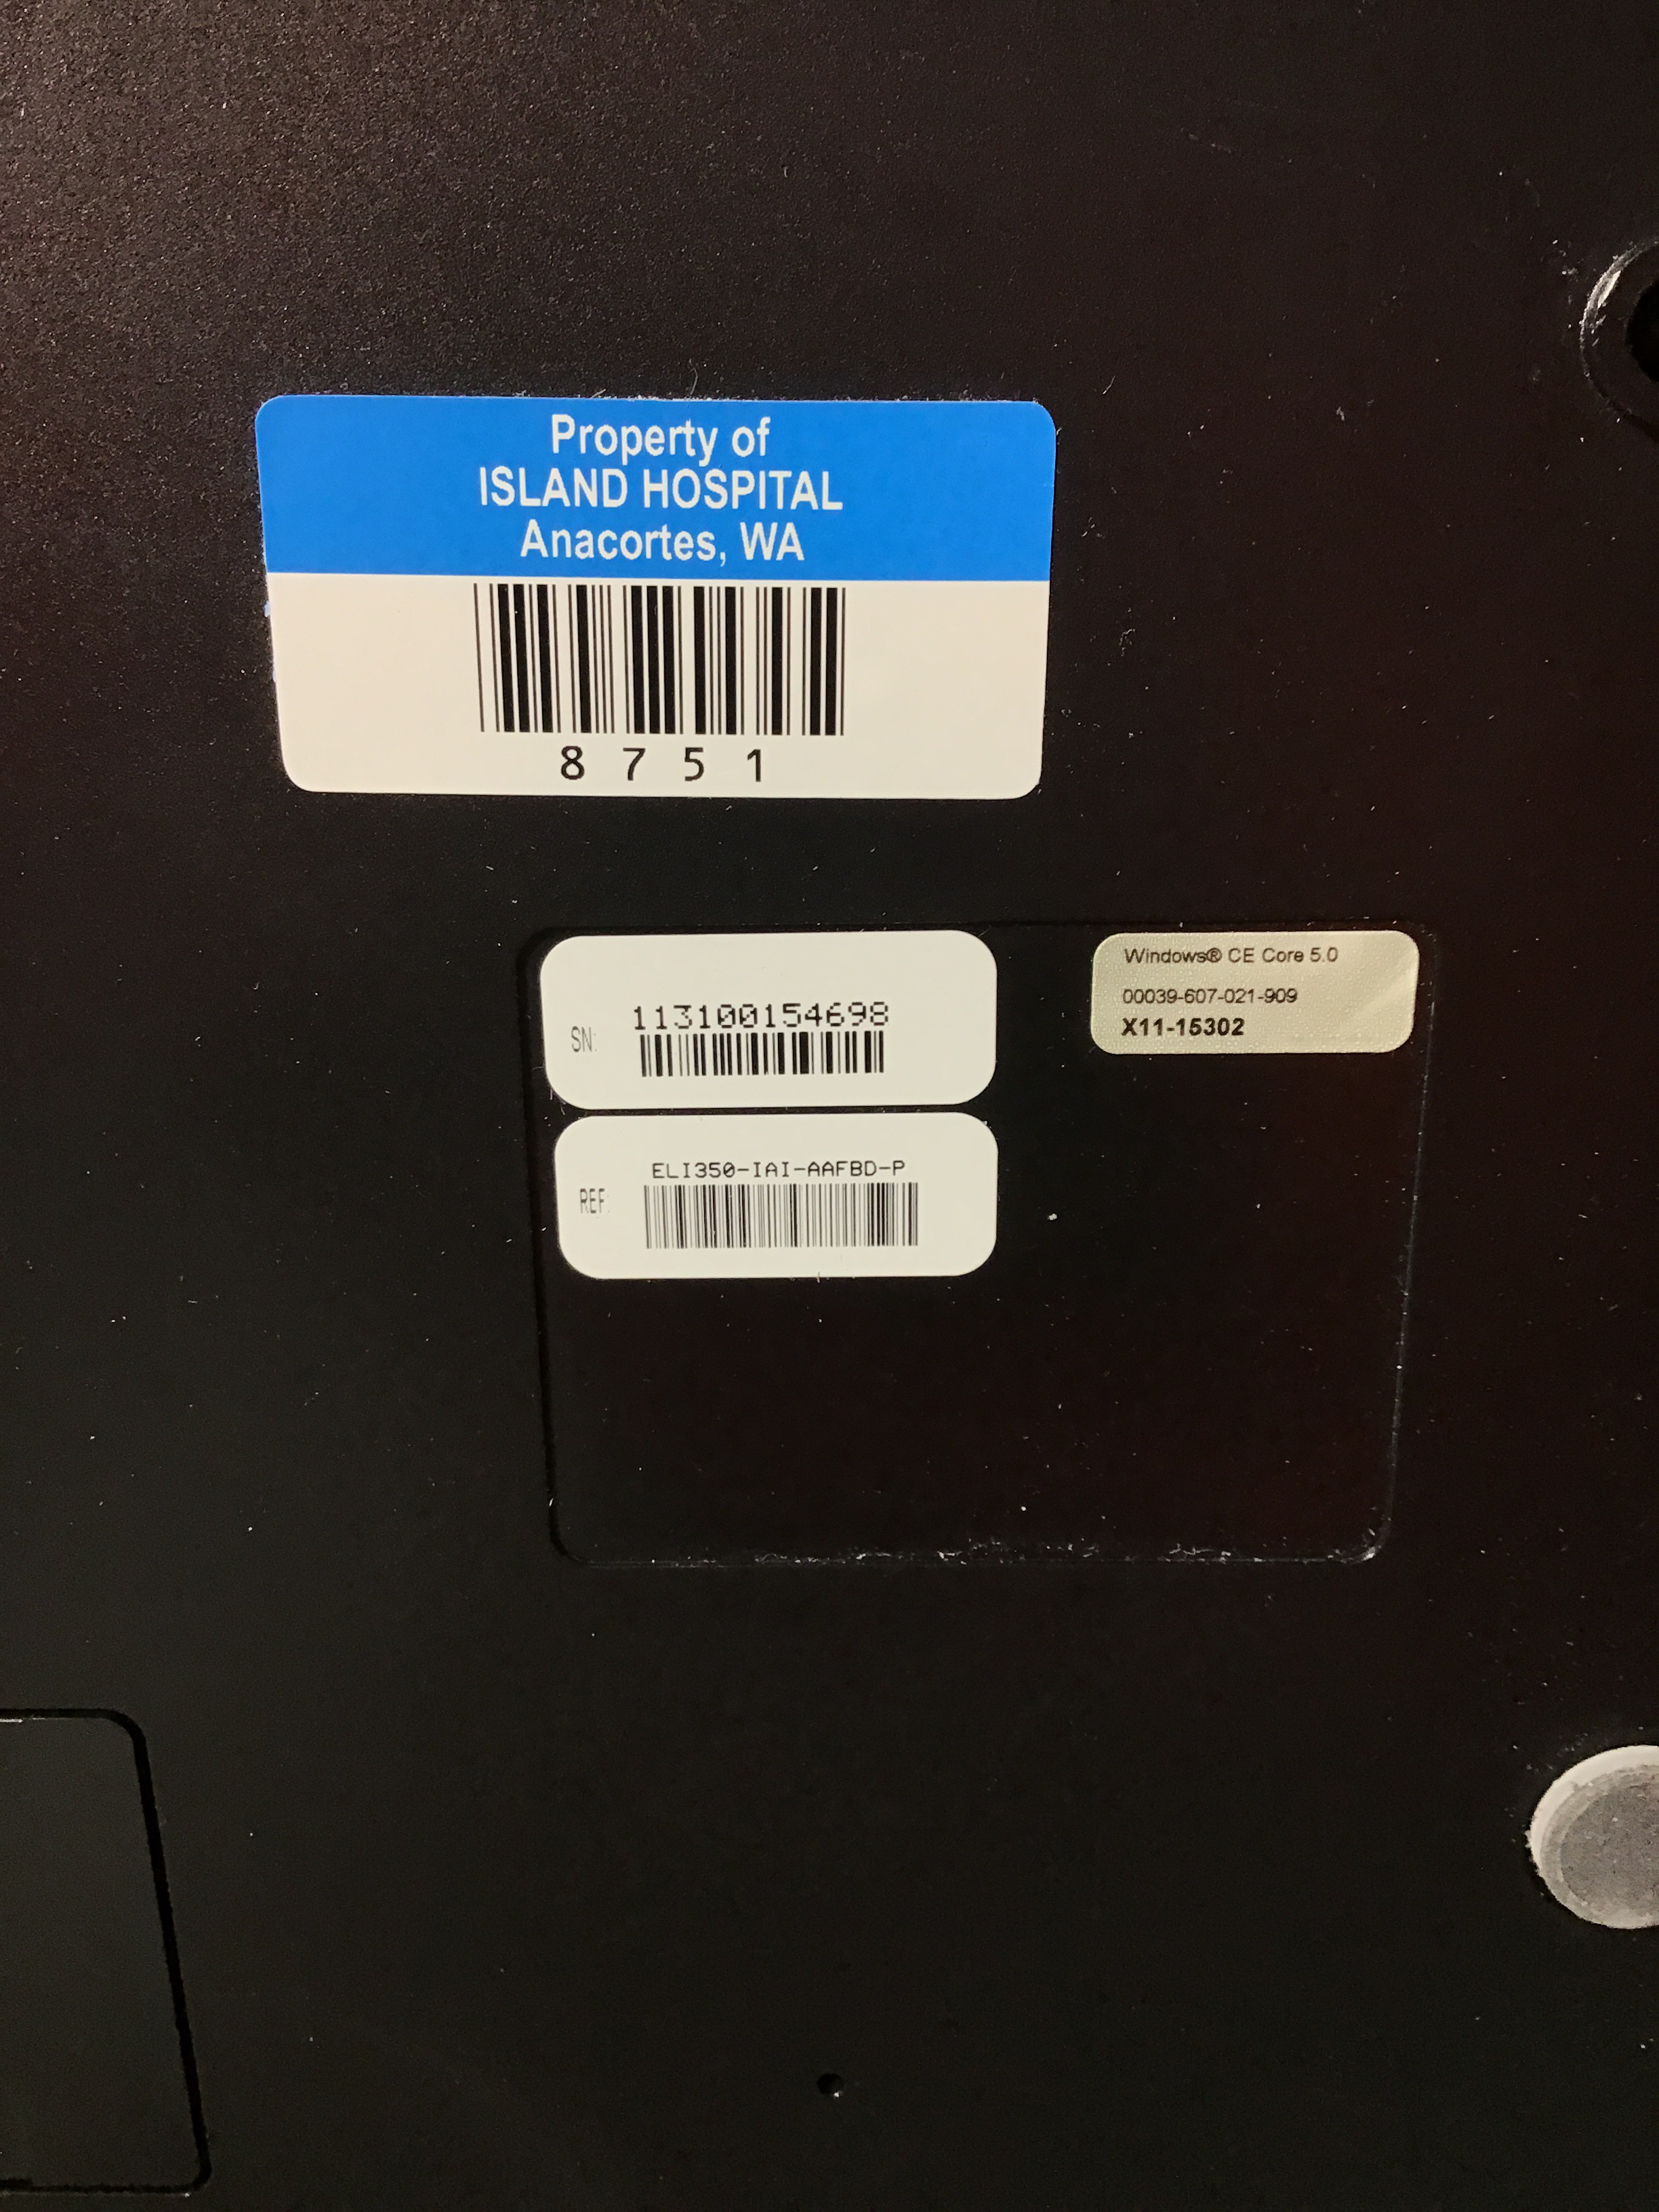 Property of
ISLAND HOSPITAL
Anacortes, WA
8 7 5 1
SN: 113100154698
Windows® CE Core 5.0
00039-607-021-909
X11-15302
REF: ELI350-IAI-AAFBD-P